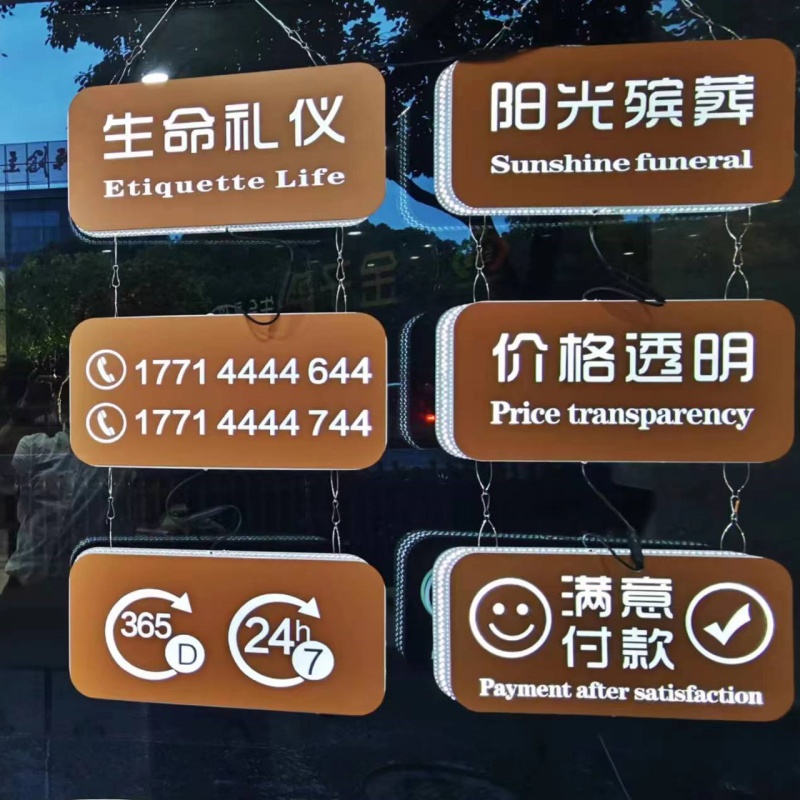 生命礼仪
Etiquette Life
1771 4444 644
1771 4444 744
365
D
24h
7
阳光殡葬
Sunshine funeral
价格透明
Price transparency
满意
付款
Payment after satisfaction